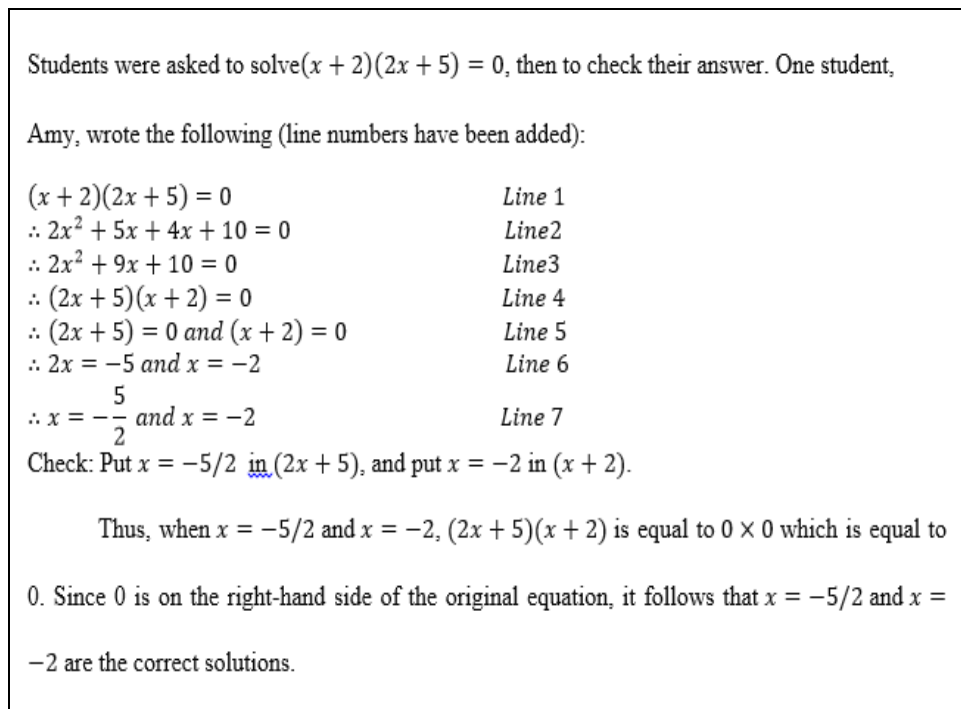 Students were asked to solve(x + 2)(2x + 5) = 0, then to check their answer. One student,
Amy, wrote the following (line numbers have been added):
(x + 2)(2x + 5) = 0 Line 1
∴ 2x² + 5x + 4x + 10 = 0 Line2
∴ 2x² + 9x + 10 = 0 Line3
∴ (2x + 5)(x + 2) = 0 Line 4
∴ (2x + 5) = 0 and (x + 2) = 0 Line 5
∴ 2x = −5 and x = −2 Line 6
∴ x = −5/2 and x = −2 Line 7
Check: Put x = −5/2 in (2x + 5), and put x = −2 in (x + 2).
Thus, when x = −5/2 and x = −2, (2x + 5)(x + 2) is equal to 0 × 0 which is equal to
0. Since 0 is on the right-hand side of the original equation, it follows that x = −5/2 and x =
−2 are the correct solutions.